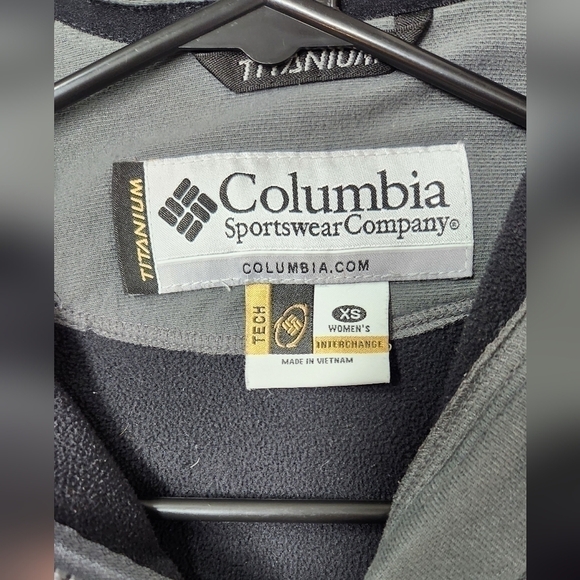 TITANIUM
TITANIUM
Columbia
Sportswear Company®
COLUMBIA.COM
TECH
XS
WOMEN'S
INTERCHANGE
MADE IN VIETNAM